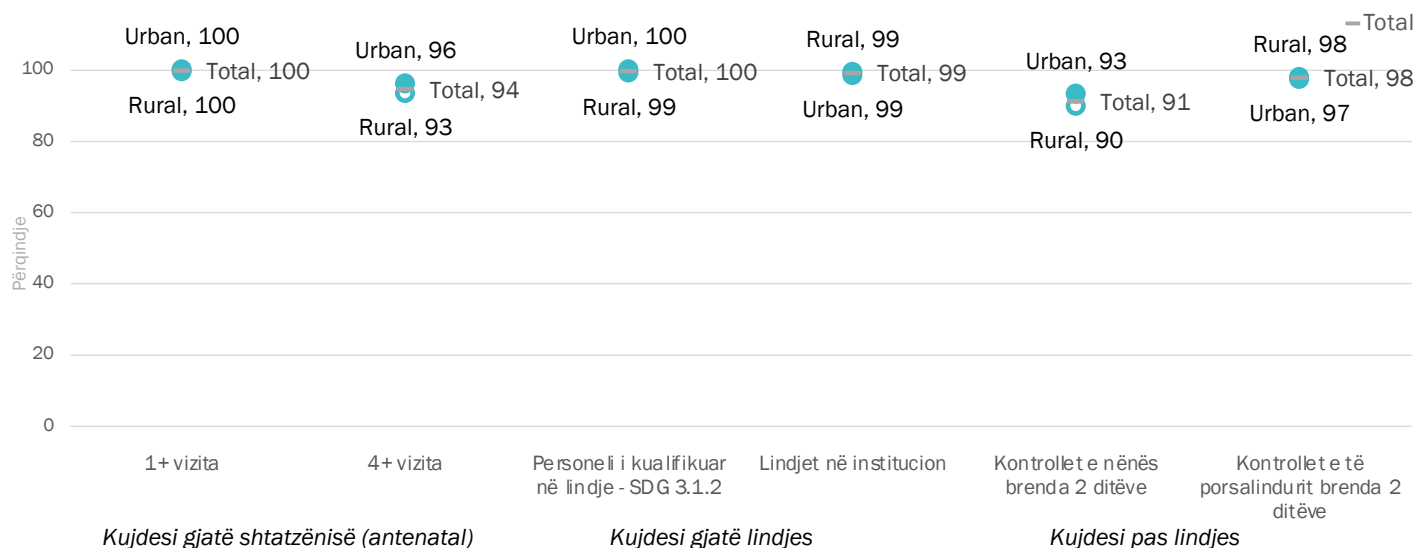 Total
Urban, 100
Total, 100
Rural, 100
Urban, 96
Total, 94
Rural, 93
Urban, 100
Total, 100
Rural, 99
Rural, 99
Total, 99
Urban, 99
Urban, 93
Total, 91
Rural, 90
Rural, 98
Total, 98
Urban, 97
100
80
60
40
20
0
Përqindje
1+ vizita
4+ vizita
Personeli i kualifikuar
në lindje - SDG 3.1.2
Lindjet në institucion
Kontrollet e nënës
brenda 2 ditëve
Kontrollet e të
porsalindurit brenda 2
ditëve
Kujdesi gjatë shtatzënisë (antenatal)
Kujdesi gjatë lindjes
Kujdesi pas lindjes